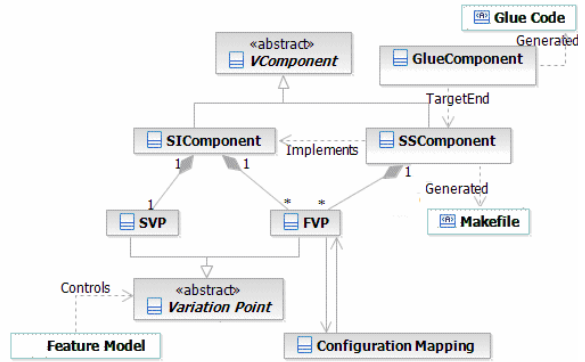 Glue Code
«abstract»
VComponent
GlueComponent
Generated
TargetEnd
SIComponent
Implements
SSComponent
1
1
1
Generated
1
*
*
SVP
FVP
Makefile
«abstract»
Variation Point
Controls
Feature Model
Configuration Mapping